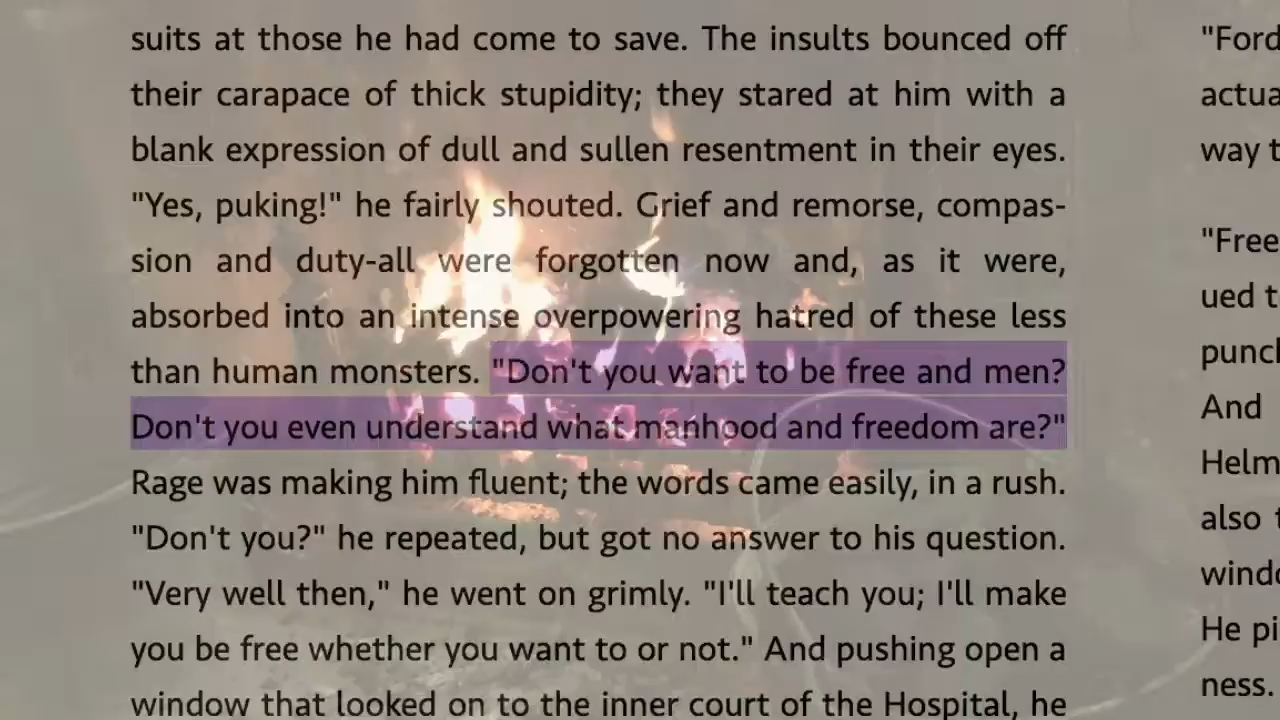 suits at those he had come to save. The insults bounced off
their carapace of thick stupidity; they stared at him with a
blank expression of dull and sullen resentment in their eyes.
"Yes, puking!" he fairly shouted. Grief and remorse, compas-
sion and duty-all were forgotten now and, as it were,
absorbed into an intense overpowering hatred of these less
than human monsters. "Don't you want to be free and men?
Don't you even understand what manhood and freedom are?"
Rage was making him fluent; the words came easily, in a rush.
"Don't you?" he repeated, but got no answer to his question.
"Very well then," he went on grimly. "I'll teach you; I'll make
you be free whether you want to or not." And pushing open a
window that looked on to the inner court of the Hospital, he
"Ford
actua
way t
"Free
ued t
punch
And
Helm
also t
windo
He pi
ness.